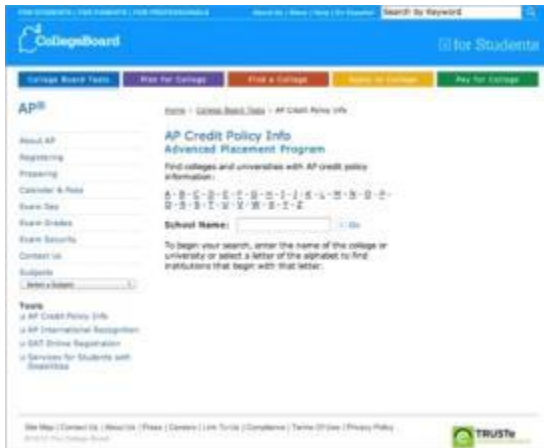 FOR STUDENTS | FOR PARENTS | FOR PROFESSIONALS
Search by Keyword
CollegeBoard
for Students
College Board Tests
Plan for College
Find a College
Apply to College
Pay for College
AP®
Home > College Board Tests > AP Credit Policy Info
AP Credit Policy Info
Advanced Placement Program
Find colleges and universities with AP credit policy
information:
A - B - C - D - E - F - G - H - I - J - K - L - M - N - O - P -
Q - R - S - T - U - V - W - X - Y - Z
School Name:
Go
To begin your search, enter the name of the college or
university or select a letter of the alphabet to find
institutions that begin with that letter.
About AP
Registering
Preparing
Calendar & Fees
Exam Day
Exam Grades
Exam Security
Contact Us
Subjects
Select a Subject
Tools
AP Credit Policy Info
AP International Recognition
SAT Online Registration
Services for Students with
Disabilities
Site Map | Contact Us | About Us | Press | Careers | Link To Us | Compliance | Terms Of Use | Privacy Policy
TRUSTe